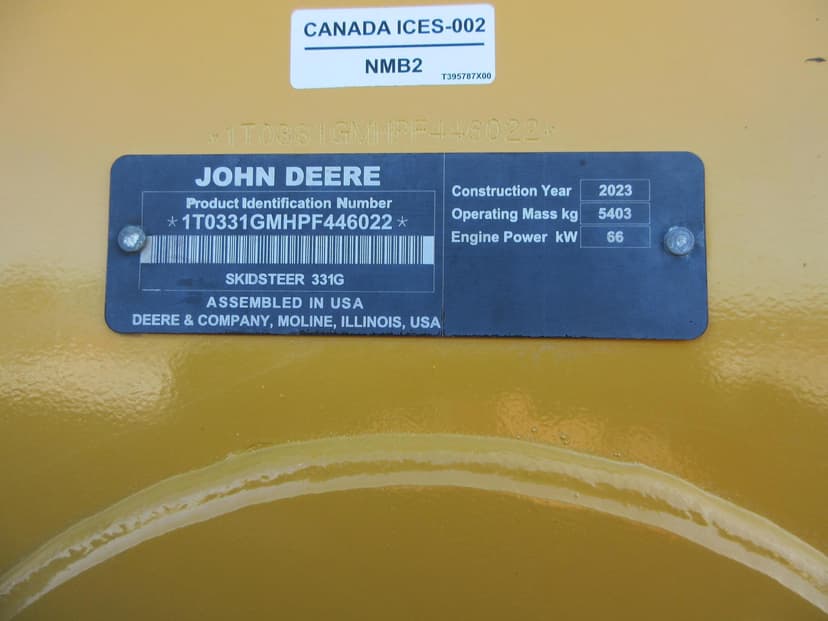 CANADA ICES-002
NMB2
T395787X00
*1T0331GMHPF446022*
JOHN DEERE
Product Identification Number
*1T0331GMHPF446022*
SKIDSTEER 331G
ASSEMBLED IN USA
DEERE & COMPANY, MOLINE, ILLINOIS, USA
Construction Year 2023
Operating Mass kg 5403
Engine Power kW 66